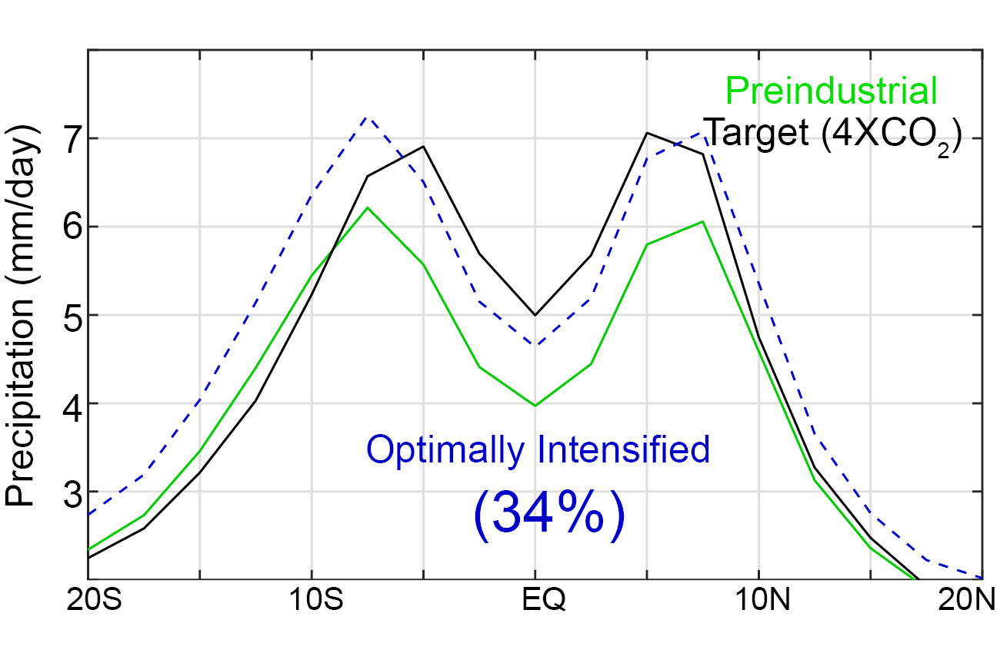 Preindustrial
Target (4XCO₂)
Precipitation (mm/day)
7
6
5
4
3
Optimally Intensified
(34%)
20S
10S
EQ
10N
20N